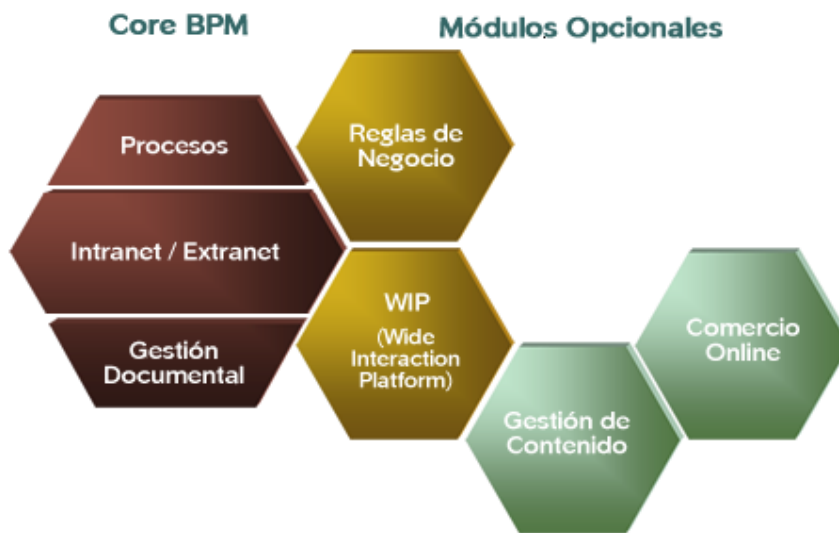 Core BPM
Módulos Opcionales
Procesos
Reglas de
Negocio
Intranet / Extranet
WIP
(Wide
Interaction
Platform)
Gestión
Documental
Comercio
Online
Gestión de
Contenido